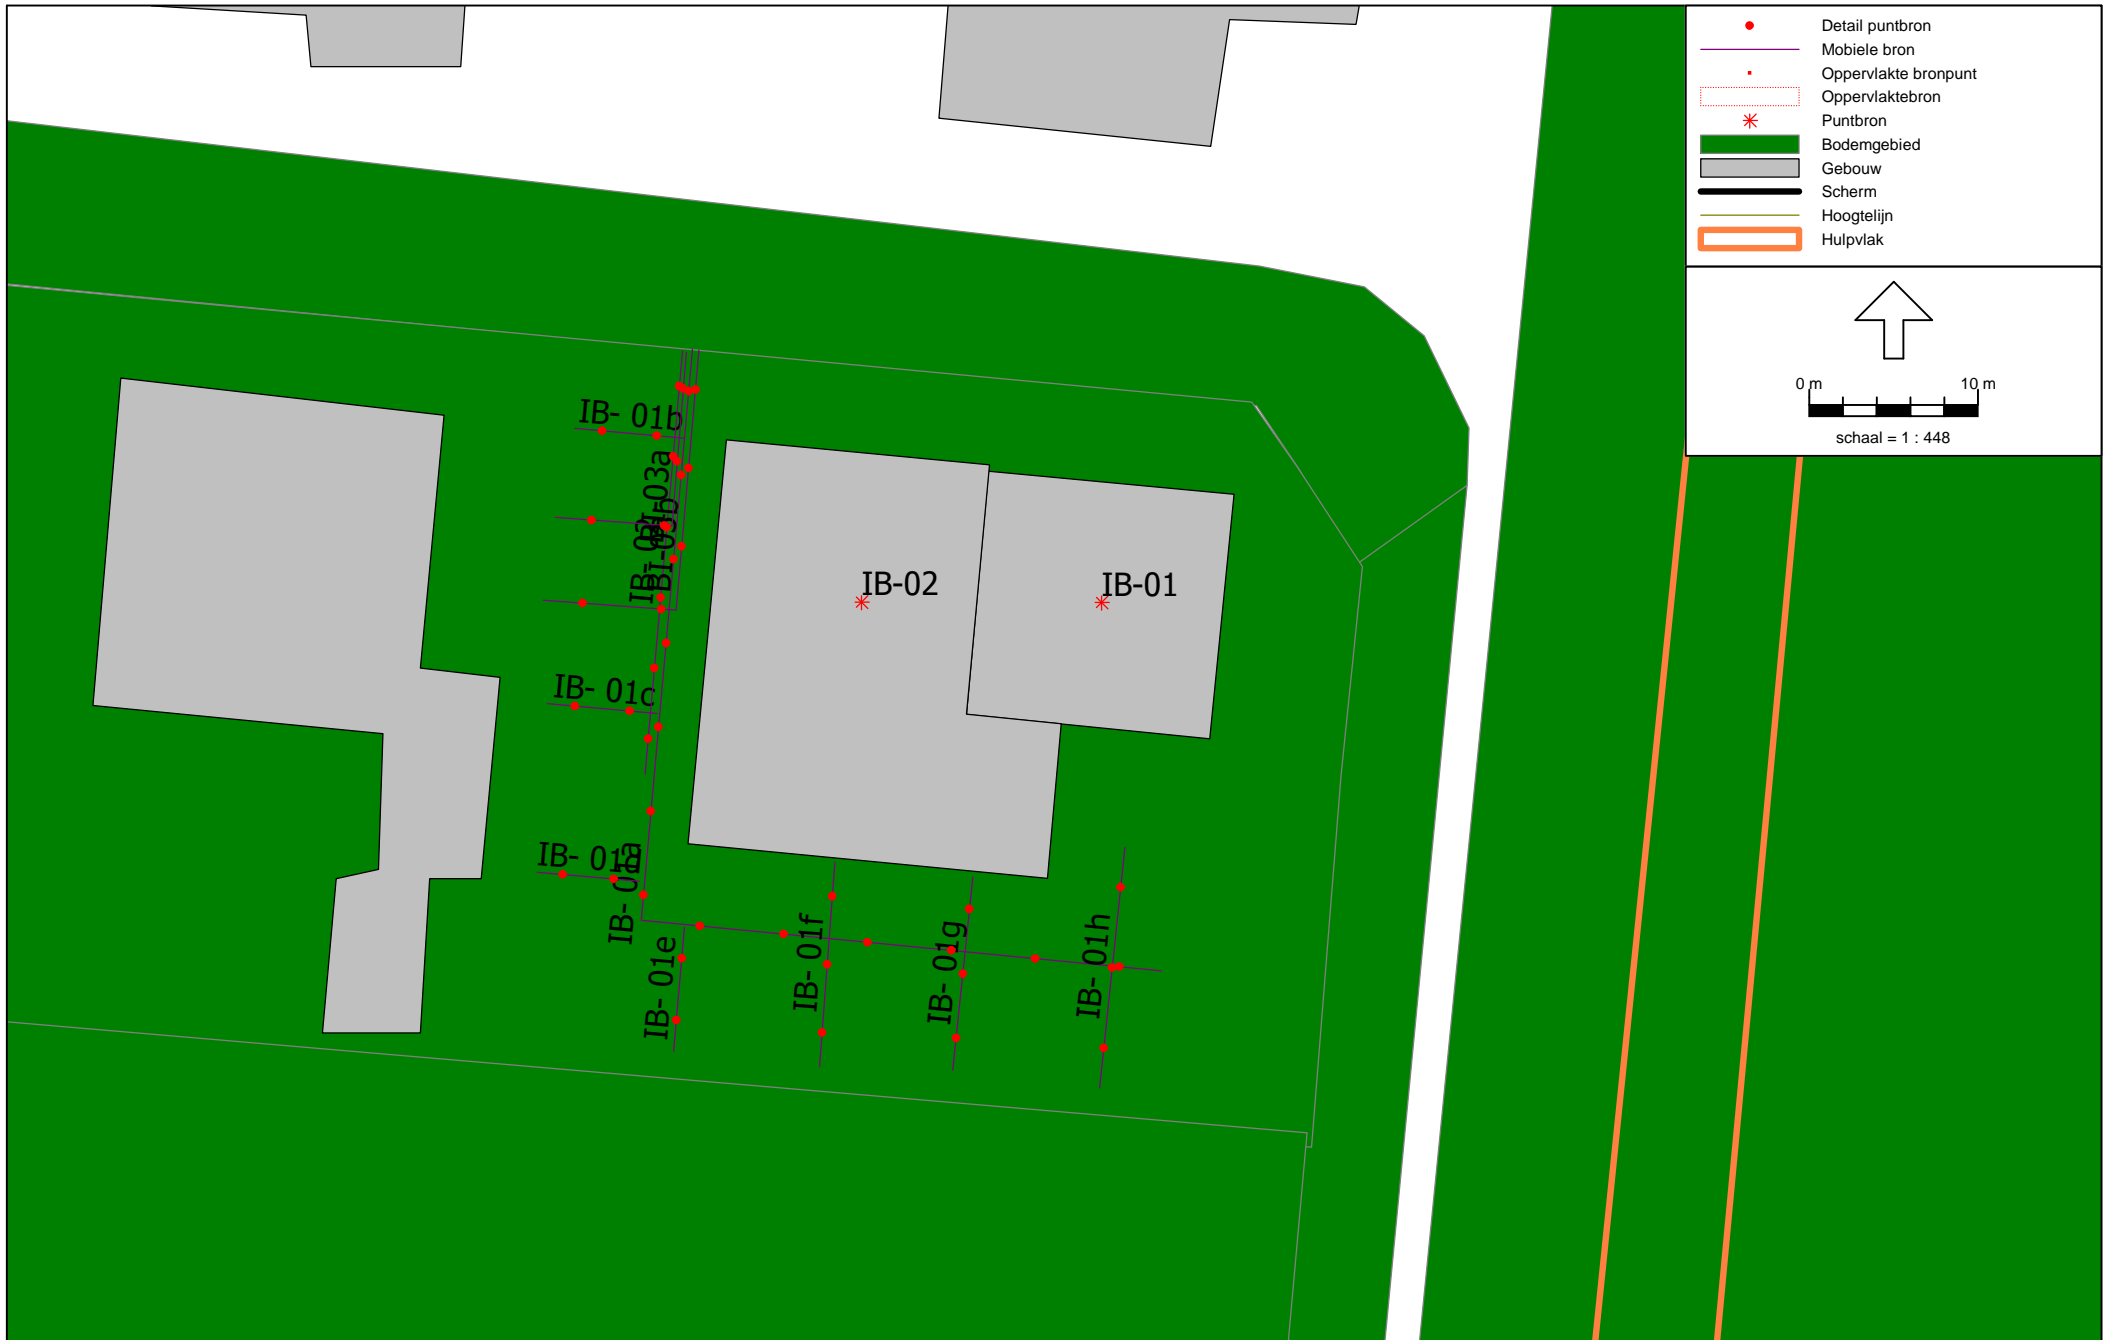 Detail puntbron
Mobiele bron
Oppervlakte bronpunt
Oppervlaktebron
Puntbron
Bodemgebied
Gebouw
Scherm
Hoogtelijn
Hulpvlak
0 m 10 m
schaal = 1 : 448
IB- 01b
IB-02
IB-01
IB- 01c
IB- 01d
IB- 01e
IB- 01f
IB- 01g
IB- 01h